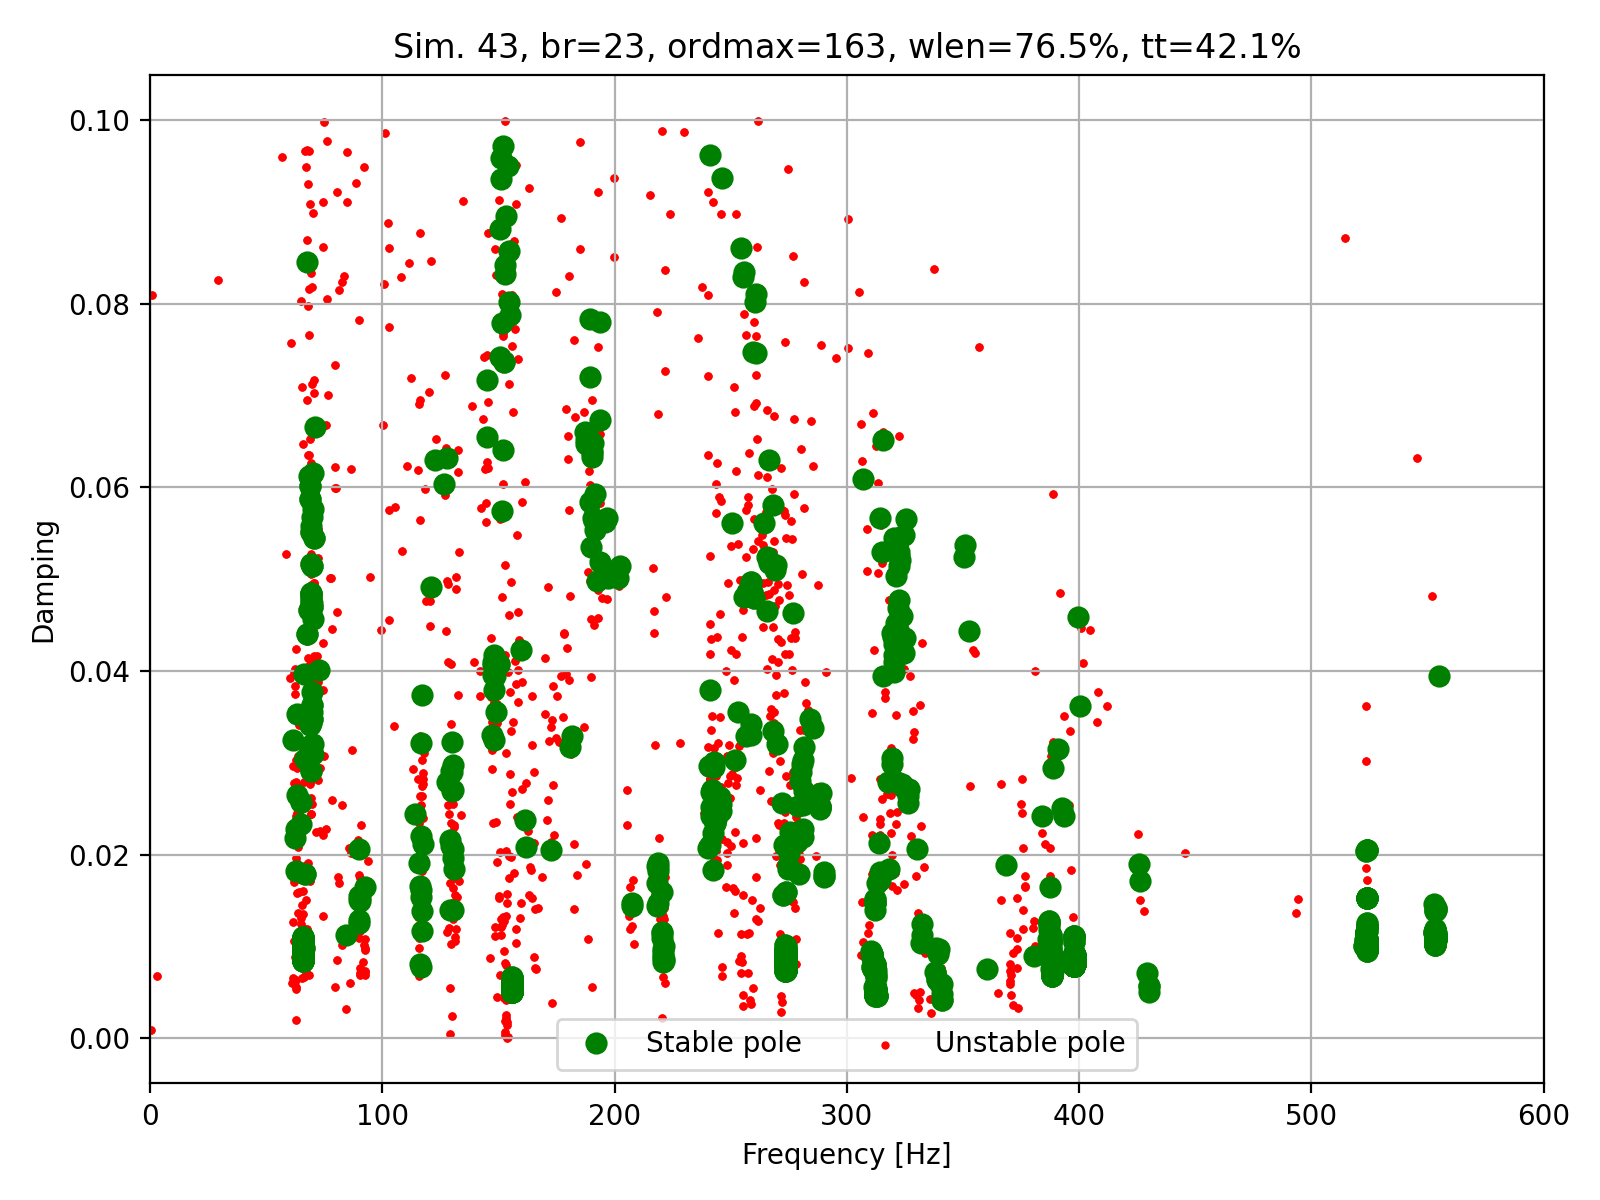 Sim. 43, br=23, ordmax=163, wlen=76.5%, tt=42.1%
0.10
0.08
0.06
0.04
0.02
0.00
Damping
Stable pole
Unstable pole
0 100 200 300 400 500 600
Frequency [Hz]